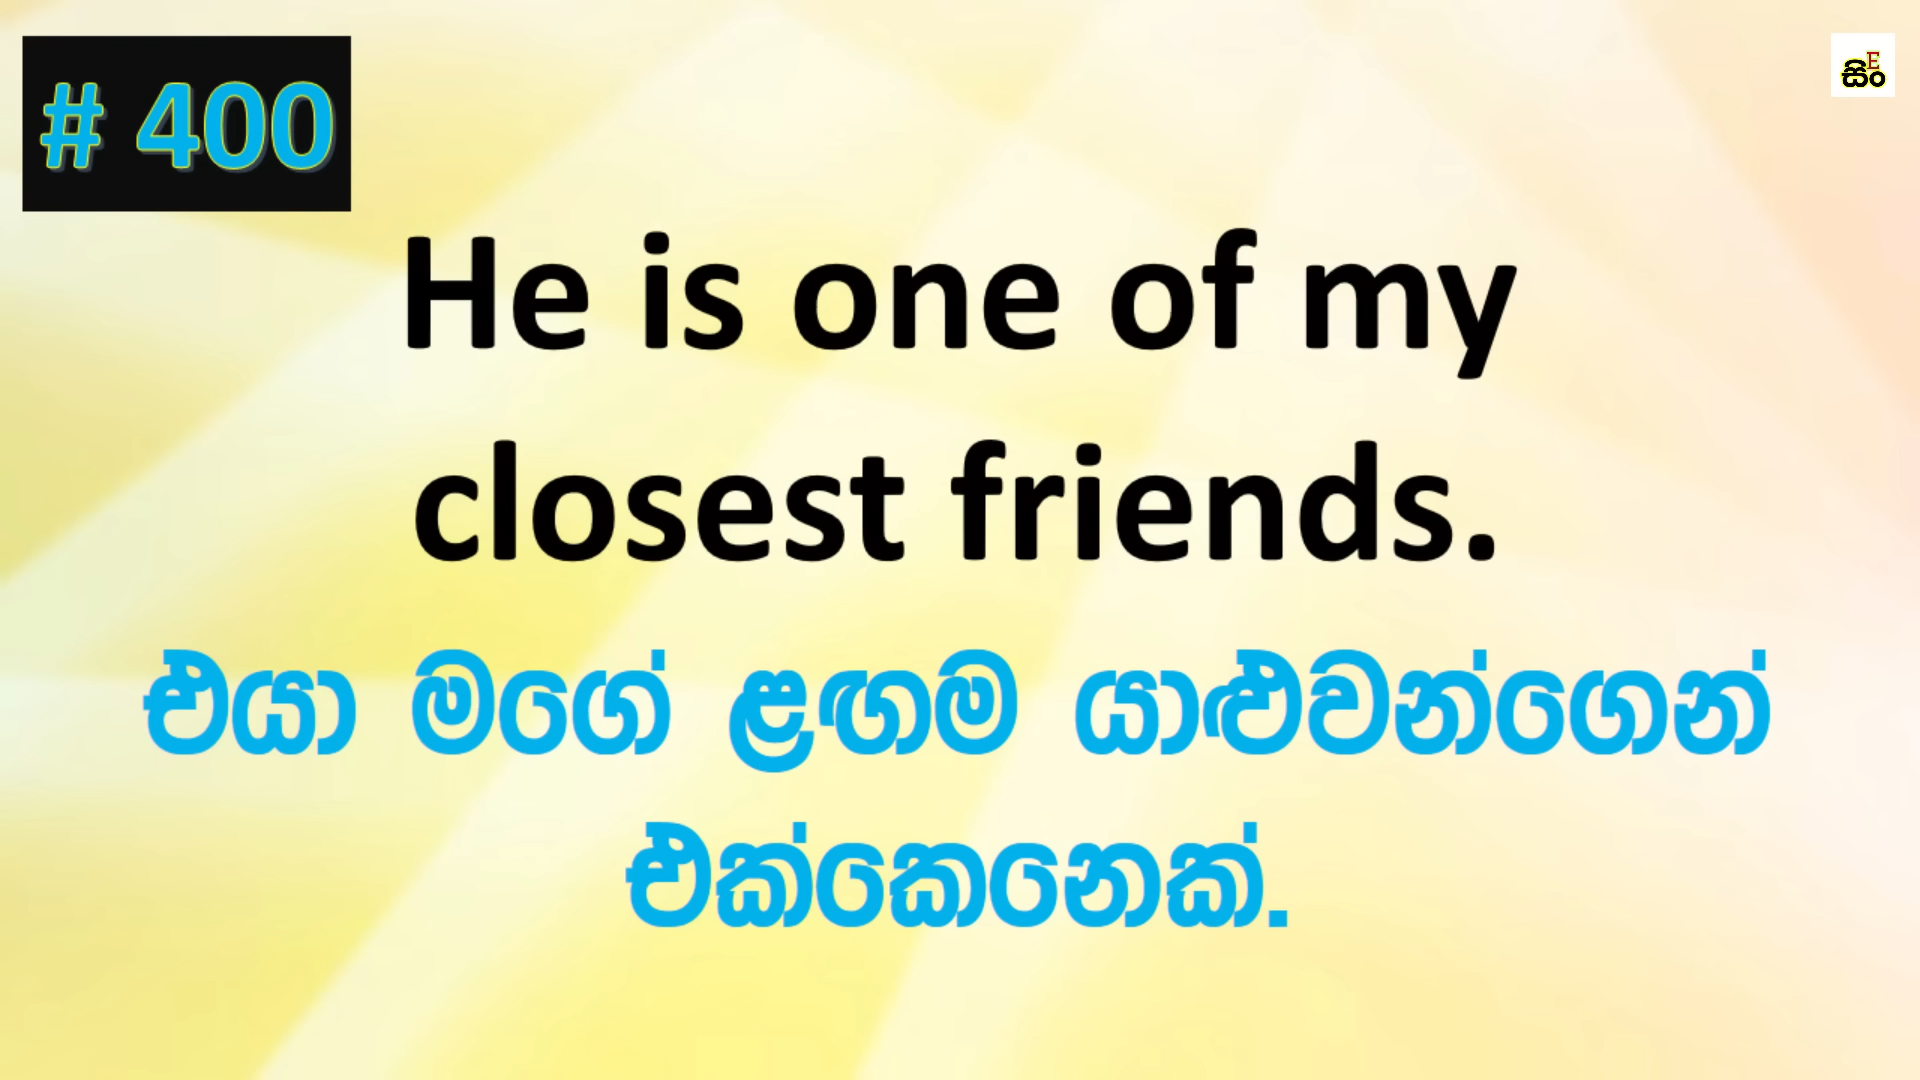 # 400
සිංE
He is one of my
closest friends.
එයා මගේ ළඟම යාළුවන්ගෙන්
එක්කෙනෙක්.